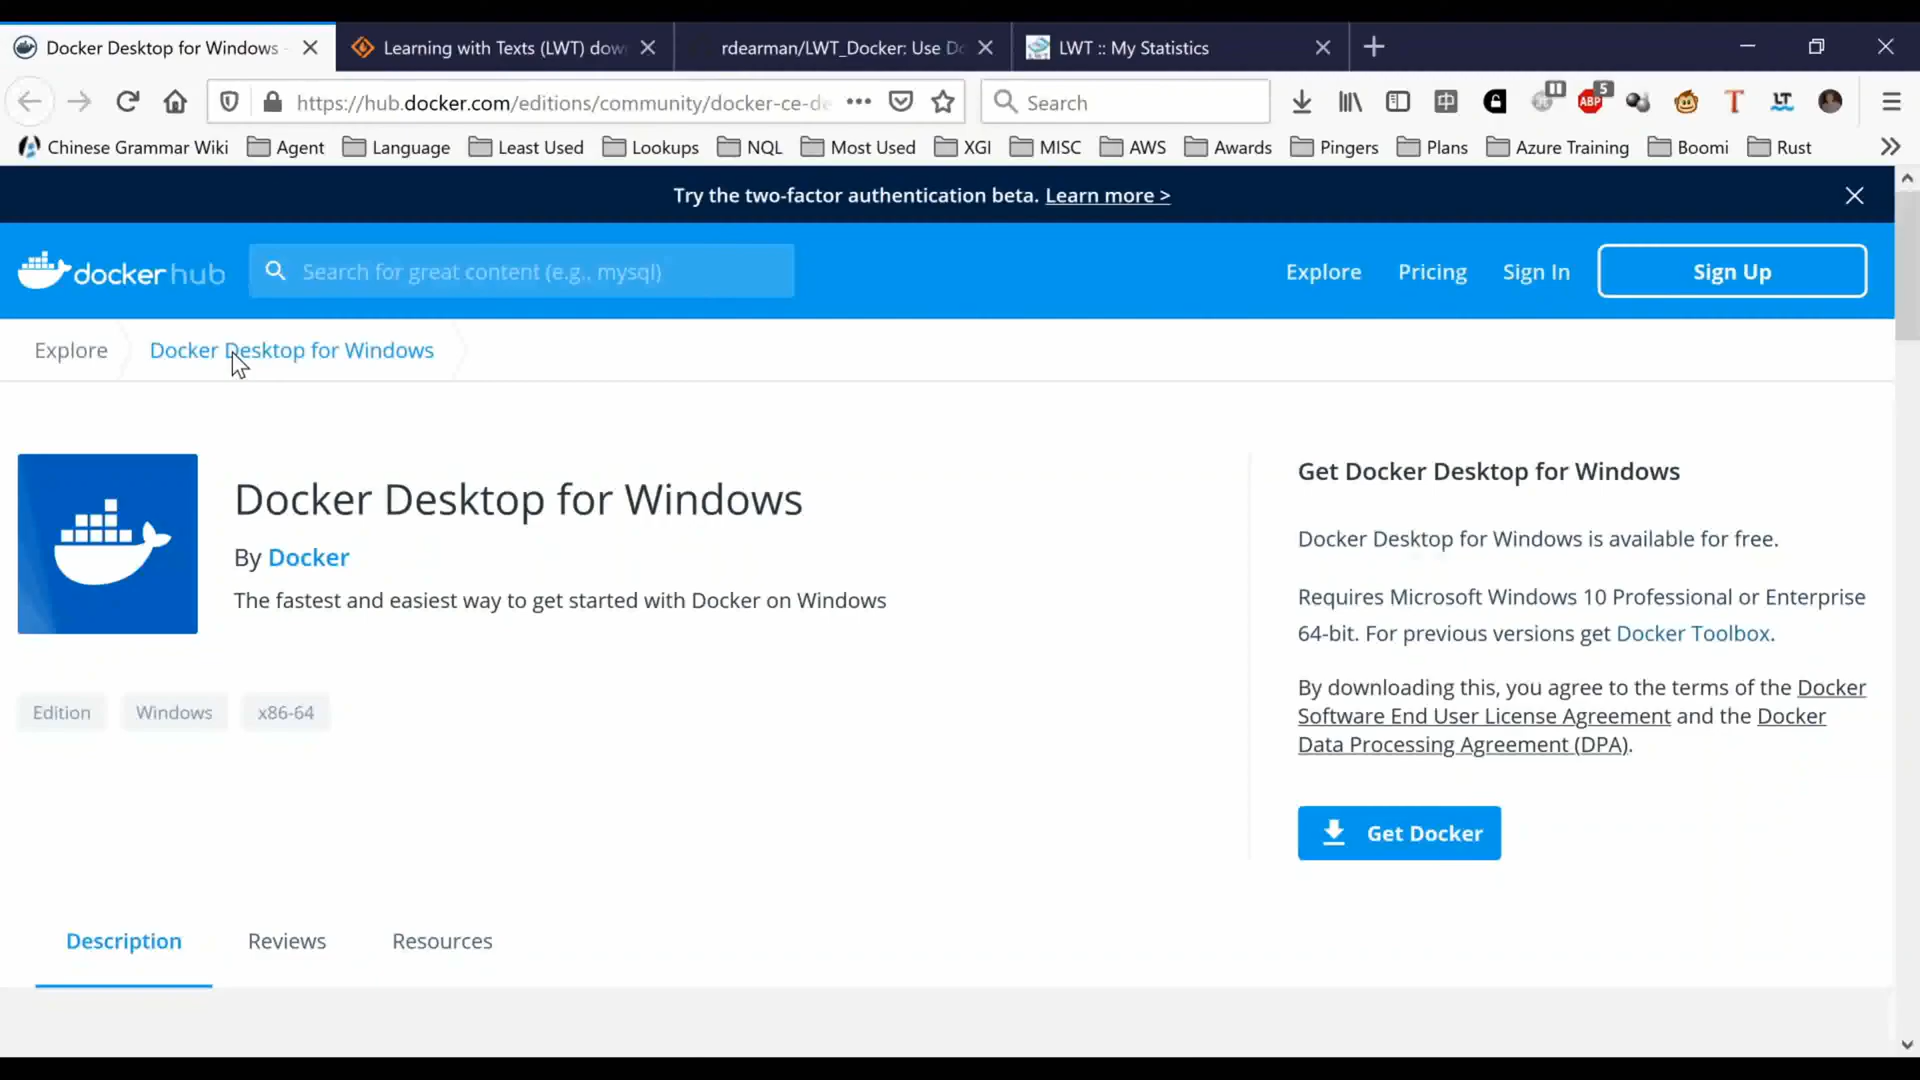 Docker Desktop for Windows -
Learning with Texts (LWT) dow
rdearman/LWT_Docker: Use Do
LWT :: My Statistics
https://hub.docker.com/editions/community/docker-ce-de
Search
5
ABP
Chinese Grammar Wiki
Agent
Language
Least Used
Lookups
NQL
Most Used
XGI
MISC
AWS
Awards
Pingers
Plans
Azure Training
Boomi
Rust
Try the two-factor authentication beta. Learn more >
docker hub
Search for great content (e.g., mysql)
Explore
Pricing
Sign In
Sign Up
Explore
Docker Desktop for Windows
Docker Desktop for Windows
By Docker
The fastest and easiest way to get started with Docker on Windows
Edition
Windows
x86-64
Get Docker Desktop for Windows
Docker Desktop for Windows is available for free.
Requires Microsoft Windows 10 Professional or Enterprise
64-bit. For previous versions get Docker Toolbox.
By downloading this, you agree to the terms of the Docker
Software End User License Agreement and the Docker
Data Processing Agreement (DPA).
Get Docker
Description
Reviews
Resources